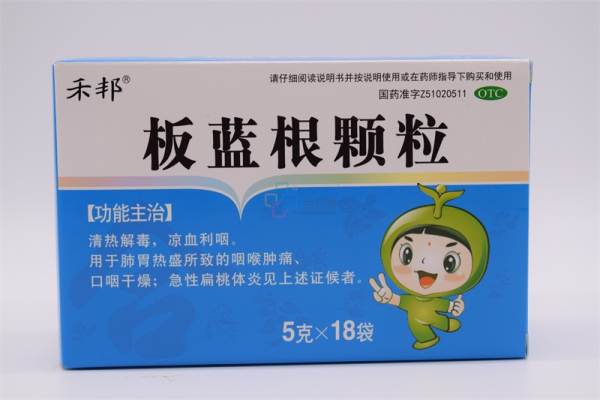 禾邦®
请仔细阅读说明书并按说明使用或在药师指导下购买和使用
国药准字Z51020511 OTC
板蓝根颗粒
【功能主治】
清热解毒，凉血利咽。
用于肺胃热盛所致的咽喉肿痛、
口咽干燥；急性扁桃体炎见上述证候者。
5克×18袋